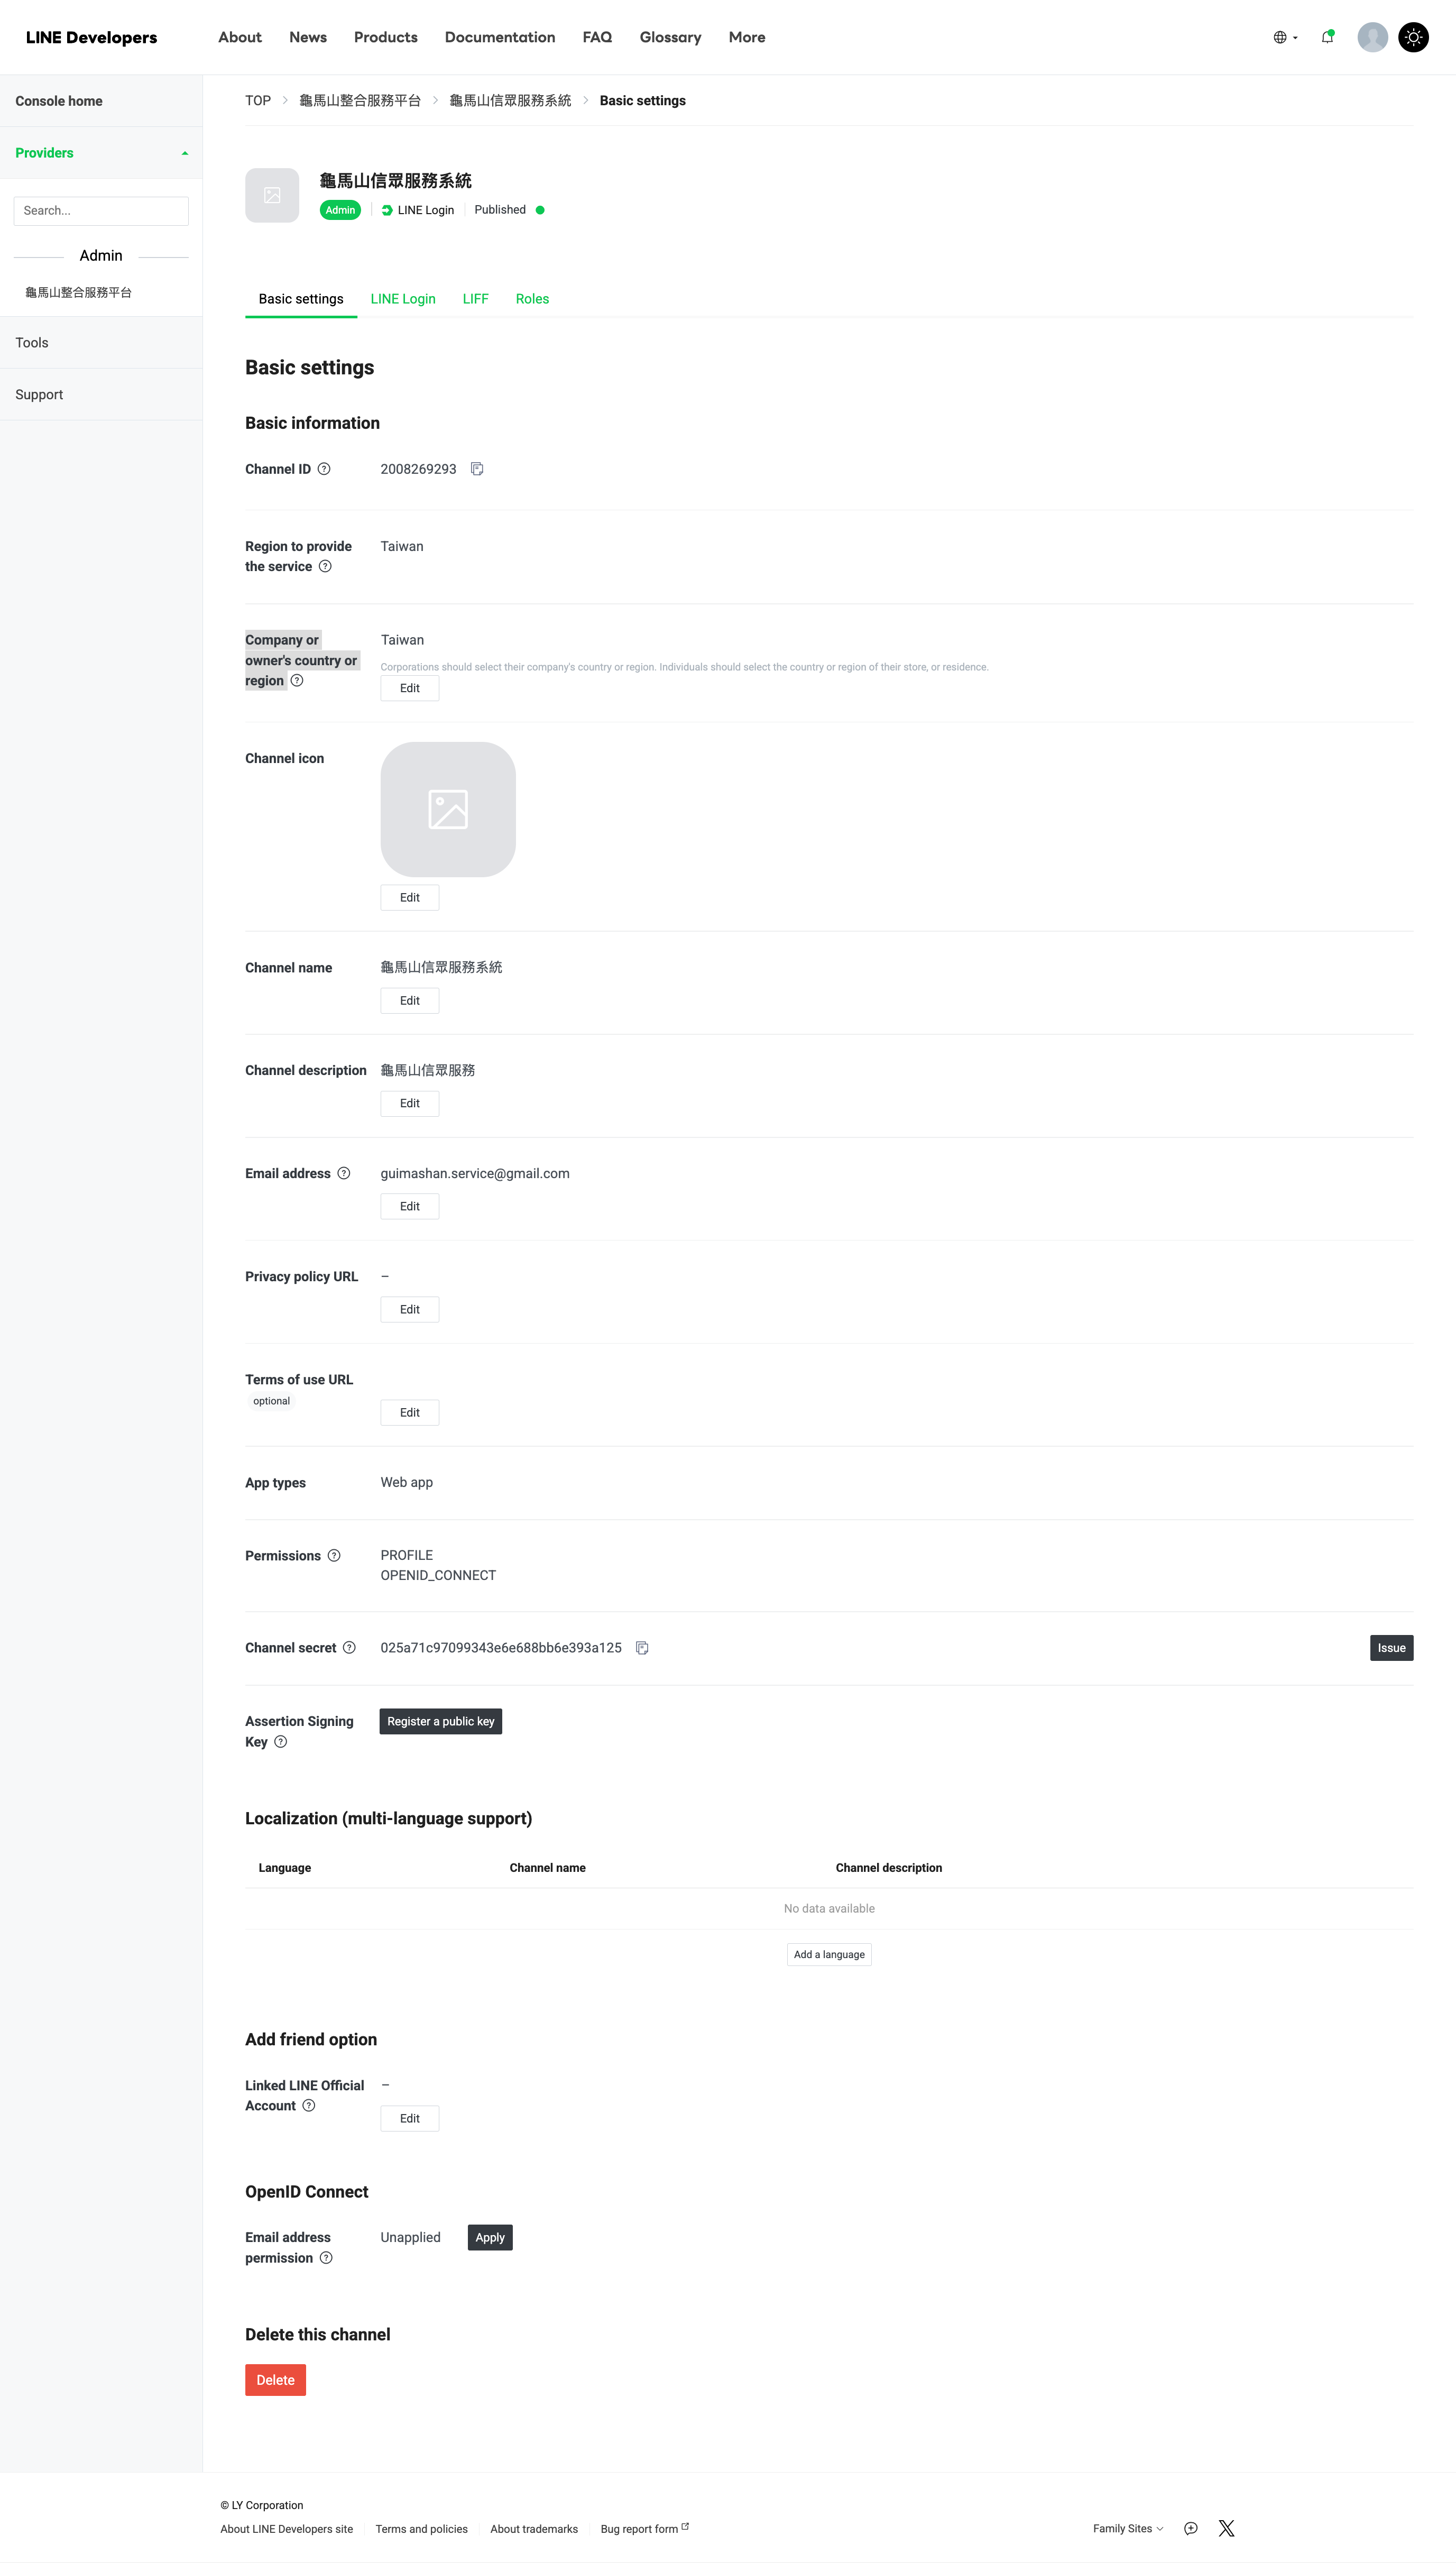 LINE Developers
About
News
Products
Documentation
FAQ
Glossary
More
Console home
Providers
Search...
Admin
龜馬山整合服務平台
Tools
Support
TOP > 龜馬山整合服務平台 > 龜馬山信眾服務系統 > Basic settings
龜馬山信眾服務系統
Admin
LINE Login
Published
Basic settings
LINE Login
LIFF
Roles
Basic settings
Basic information
Channel ID
2008269293
Region to provide
the service
Taiwan
Company or
owner's country or
region
Taiwan
Corporations should select their company's country or region. Individuals should select the country or region of their store, or residence.
Edit
Channel icon
Edit
Channel name
龜馬山信眾服務系統
Edit
Channel description
龜馬山信眾服務
Edit
Email address
guimashan.service@gmail.com
Edit
Privacy policy URL
–
Edit
Terms of use URL
optional
Edit
App types
Web app
Permissions
PROFILE
OPENID_CONNECT
Channel secret
025a71c97099343e6e688bb6e393a125
Issue
Assertion Signing
Key
Register a public key
Localization (multi-language support)
Language
Channel name
Channel description
No data available
Add a language
Add friend option
Linked LINE Official
Account
–
Edit
OpenID Connect
Email address
permission
Unapplied
Apply
Delete this channel
Delete
© LY Corporation
About LINE Developers site
Terms and policies
About trademarks
Bug report form
Family Sites